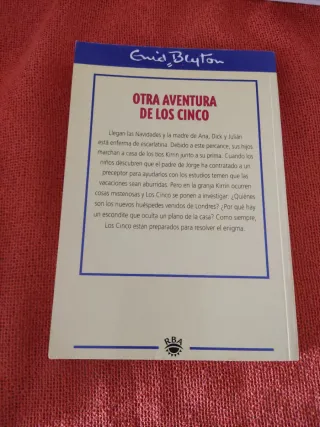 Enid Blyton
OTRA AVENTURA
DE LOS CINCO
Llegan las Navidades y la madre de Ana, Dick y Julián
está enferma de escarlatina. Debido a este percance, sus hijos
marchan a casa de los tíos Kirrin junto a su prima. Cuando los
niños descubren que el padre de Jorge ha contratado a un
preceptor para ayudarlos con los estudios temen que las
vacaciones sean aburridas. Pero en la granja Kirrin ocurren
cosas misteriosas y Los Cinco se ponen a investigar: ¿Quiénes
son los nuevos huéspedes venidos de Londres? ¿Por qué hay
un escondite que oculta un plano de la casa? Como siempre,
Los Cinco estan preparados para resolver el enigma.
RBA